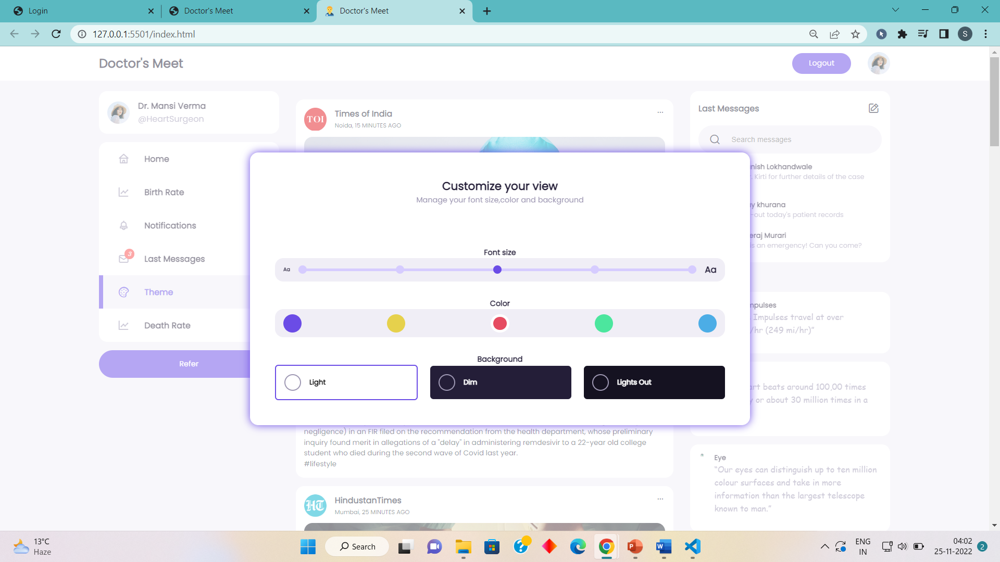 Login
Doctor's Meet
Doctor's Meet
127.0.0.1:5501/index.html
S
Doctor's Meet
Logout
Dr. Mansi Verma
@HeartSurgeon
Home
Birth Rate
Notifications
3
Last Messages
Theme
Death Rate
Refer
TOI
Times of India
Noida, 15 MINUTES AGO
Customize your view
Manage your font size,color and background
Font size
Aa
Aa
Color
Background
Light
Dim
Lights Out
negligence) in an FIR filed on the recommendation from the health department, whose preliminary
inquiry found merit in allegations of a "delay" in administering remdesivir to a 22-year old college
student who died during the second wave of Covid last year.
#lifestyle
HT
HindustanTimes
Mumbai, 25 MINUTES AGO
Last Messages
Search messages
nish Lokhandwale
. Kirti for further details of the case
y khurana
-out today's patient records
eraj Murari
s an emergency! Can you come?
mpulses
Impulses travel at over
/hr (249 mi/hr)”
art beats around 100,00 times
y or about 30 million times in a
Eye
“Our eyes can distinguish up to ten million
colour surfaces and take in more
information than the largest telescope
known to man.”
13°C
Haze
Search
ENG
IN
04:02
25-11-2022
2